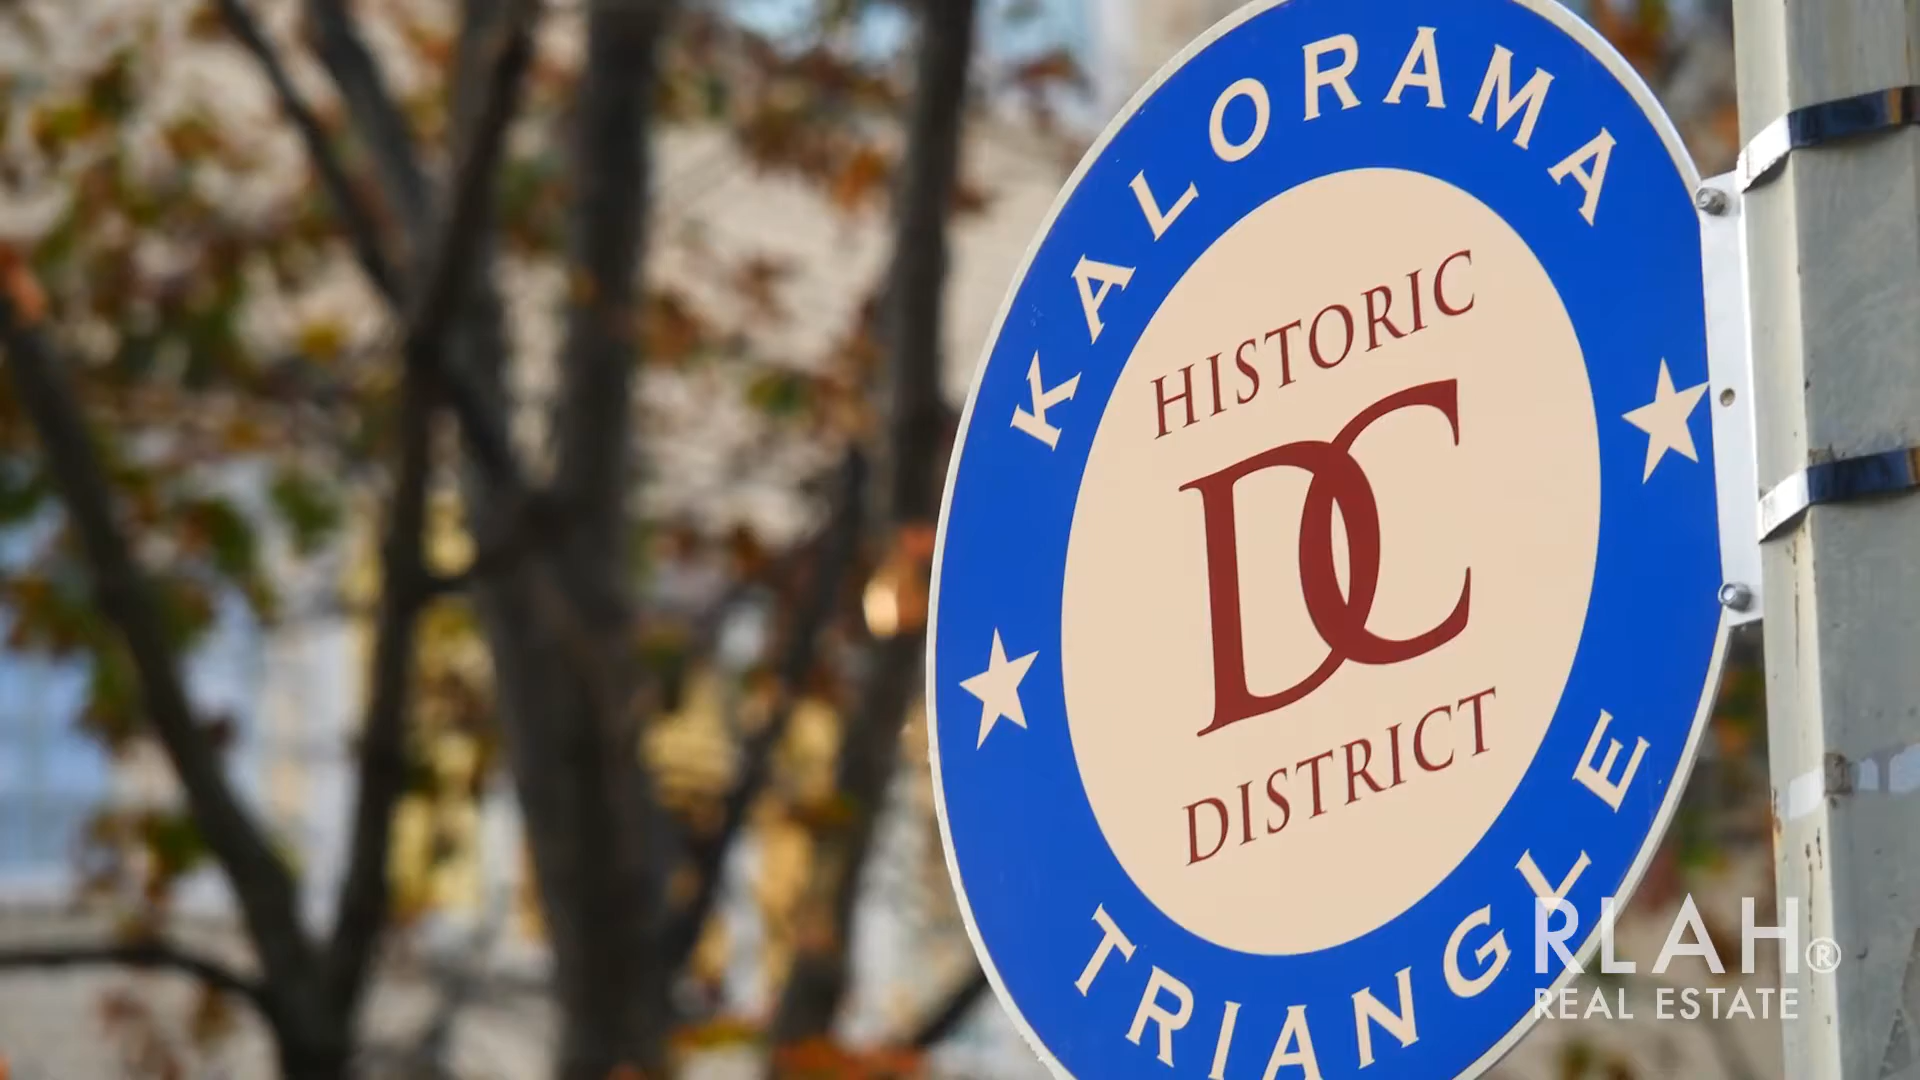 KALORAMA
HISTORIC
DC
DISTRICT
TRIANGLE
RLAH®
REAL ESTATE